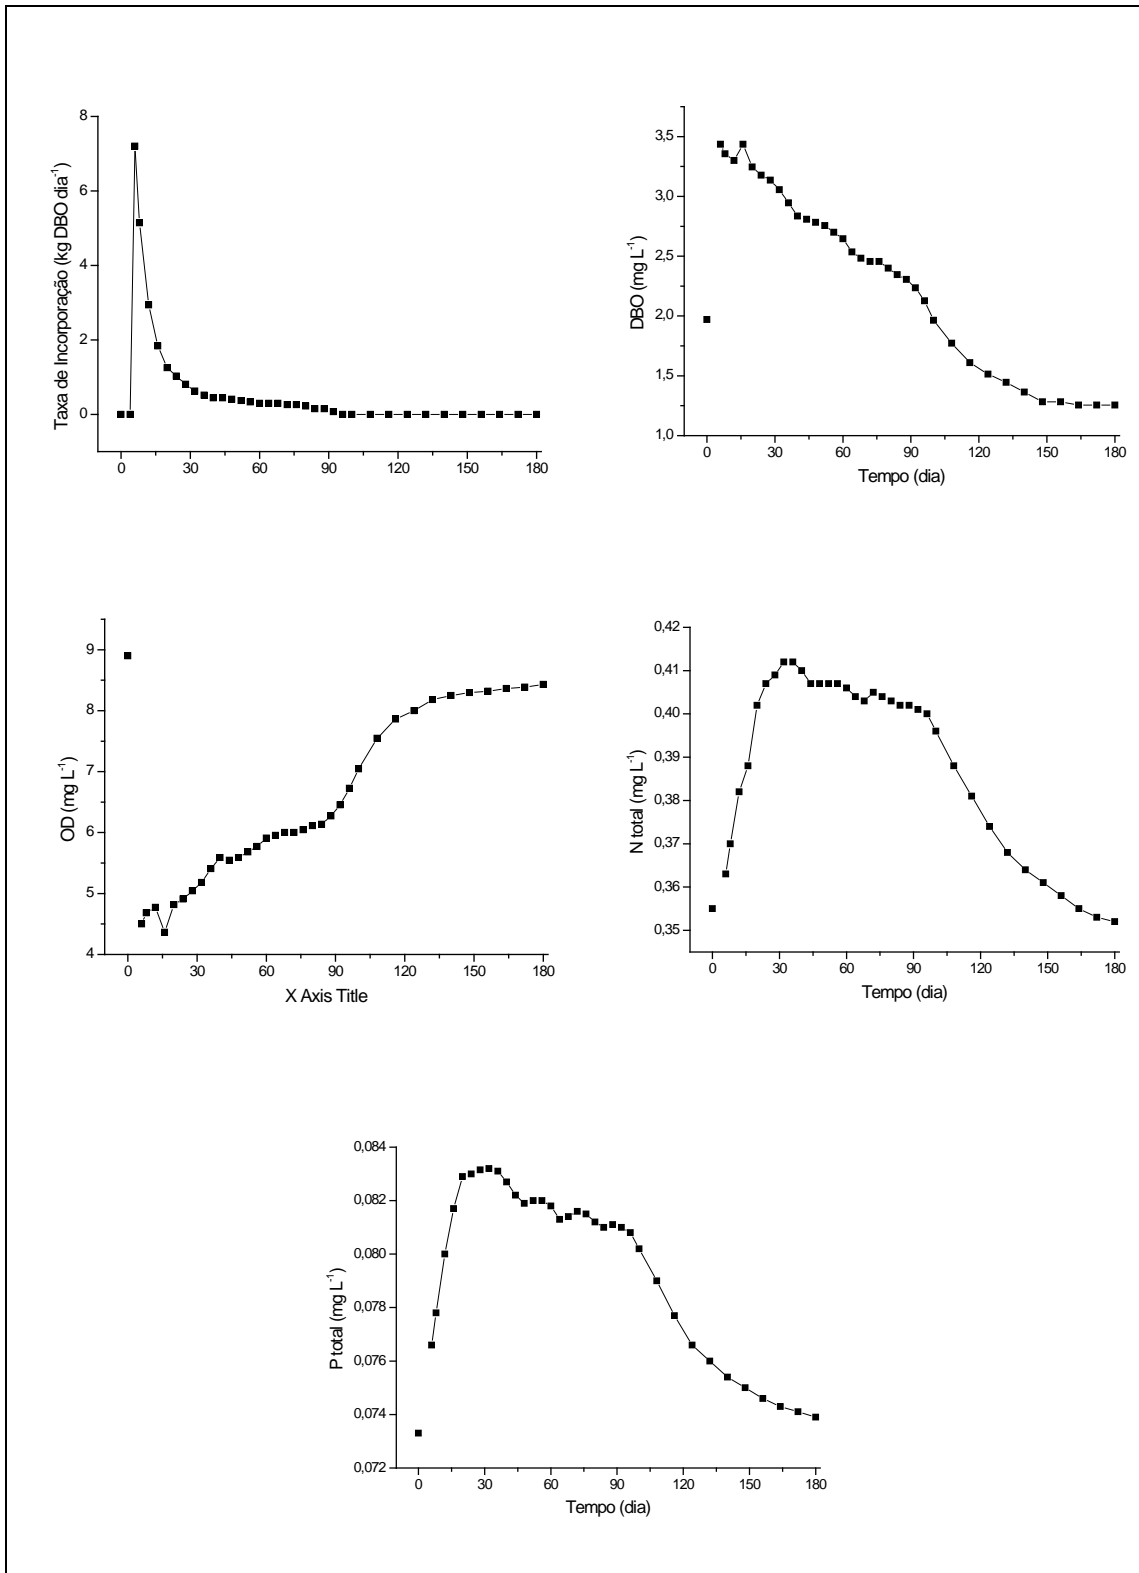 Taxa de Incorporação (kg DBO dia⁻¹)
8
6
4
2
0
0 30 60 90 120 150 180
DBO (mg L⁻¹)
3,5
3,0
2,5
2,0
1,5
1,0
0 30 60 90 120 150 180
Tempo (dia)
OD (mg L⁻¹)
9
8
7
6
5
4
0 30 60 90 120 150 180
X Axis Title
N total (mg L⁻¹)
0,42
0,41
0,40
0,39
0,38
0,37
0,36
0,35
0 30 60 90 120 150 180
Tempo (dia)
P total (mg L⁻¹)
0,084
0,082
0,080
0,078
0,076
0,074
0,072
0 30 60 90 120 150 180
Tempo (dia)